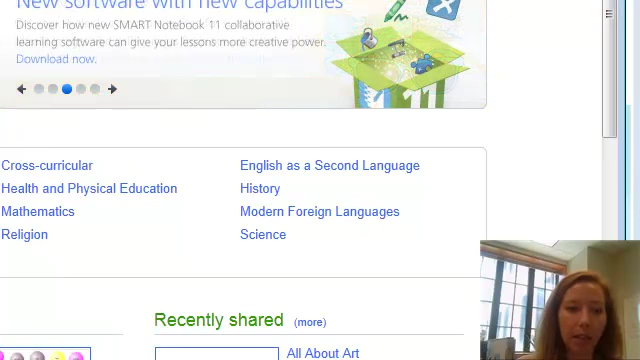 New software with new capabilities
Discover how new SMART Notebook 11 collaborative
learning software can give your lessons more creative power.
Download now.
Cross-curricular
English as a Second Language
Health and Physical Education
History
Mathematics
Modern Foreign Languages
Religion
Science
Recently shared (more)
All About Art